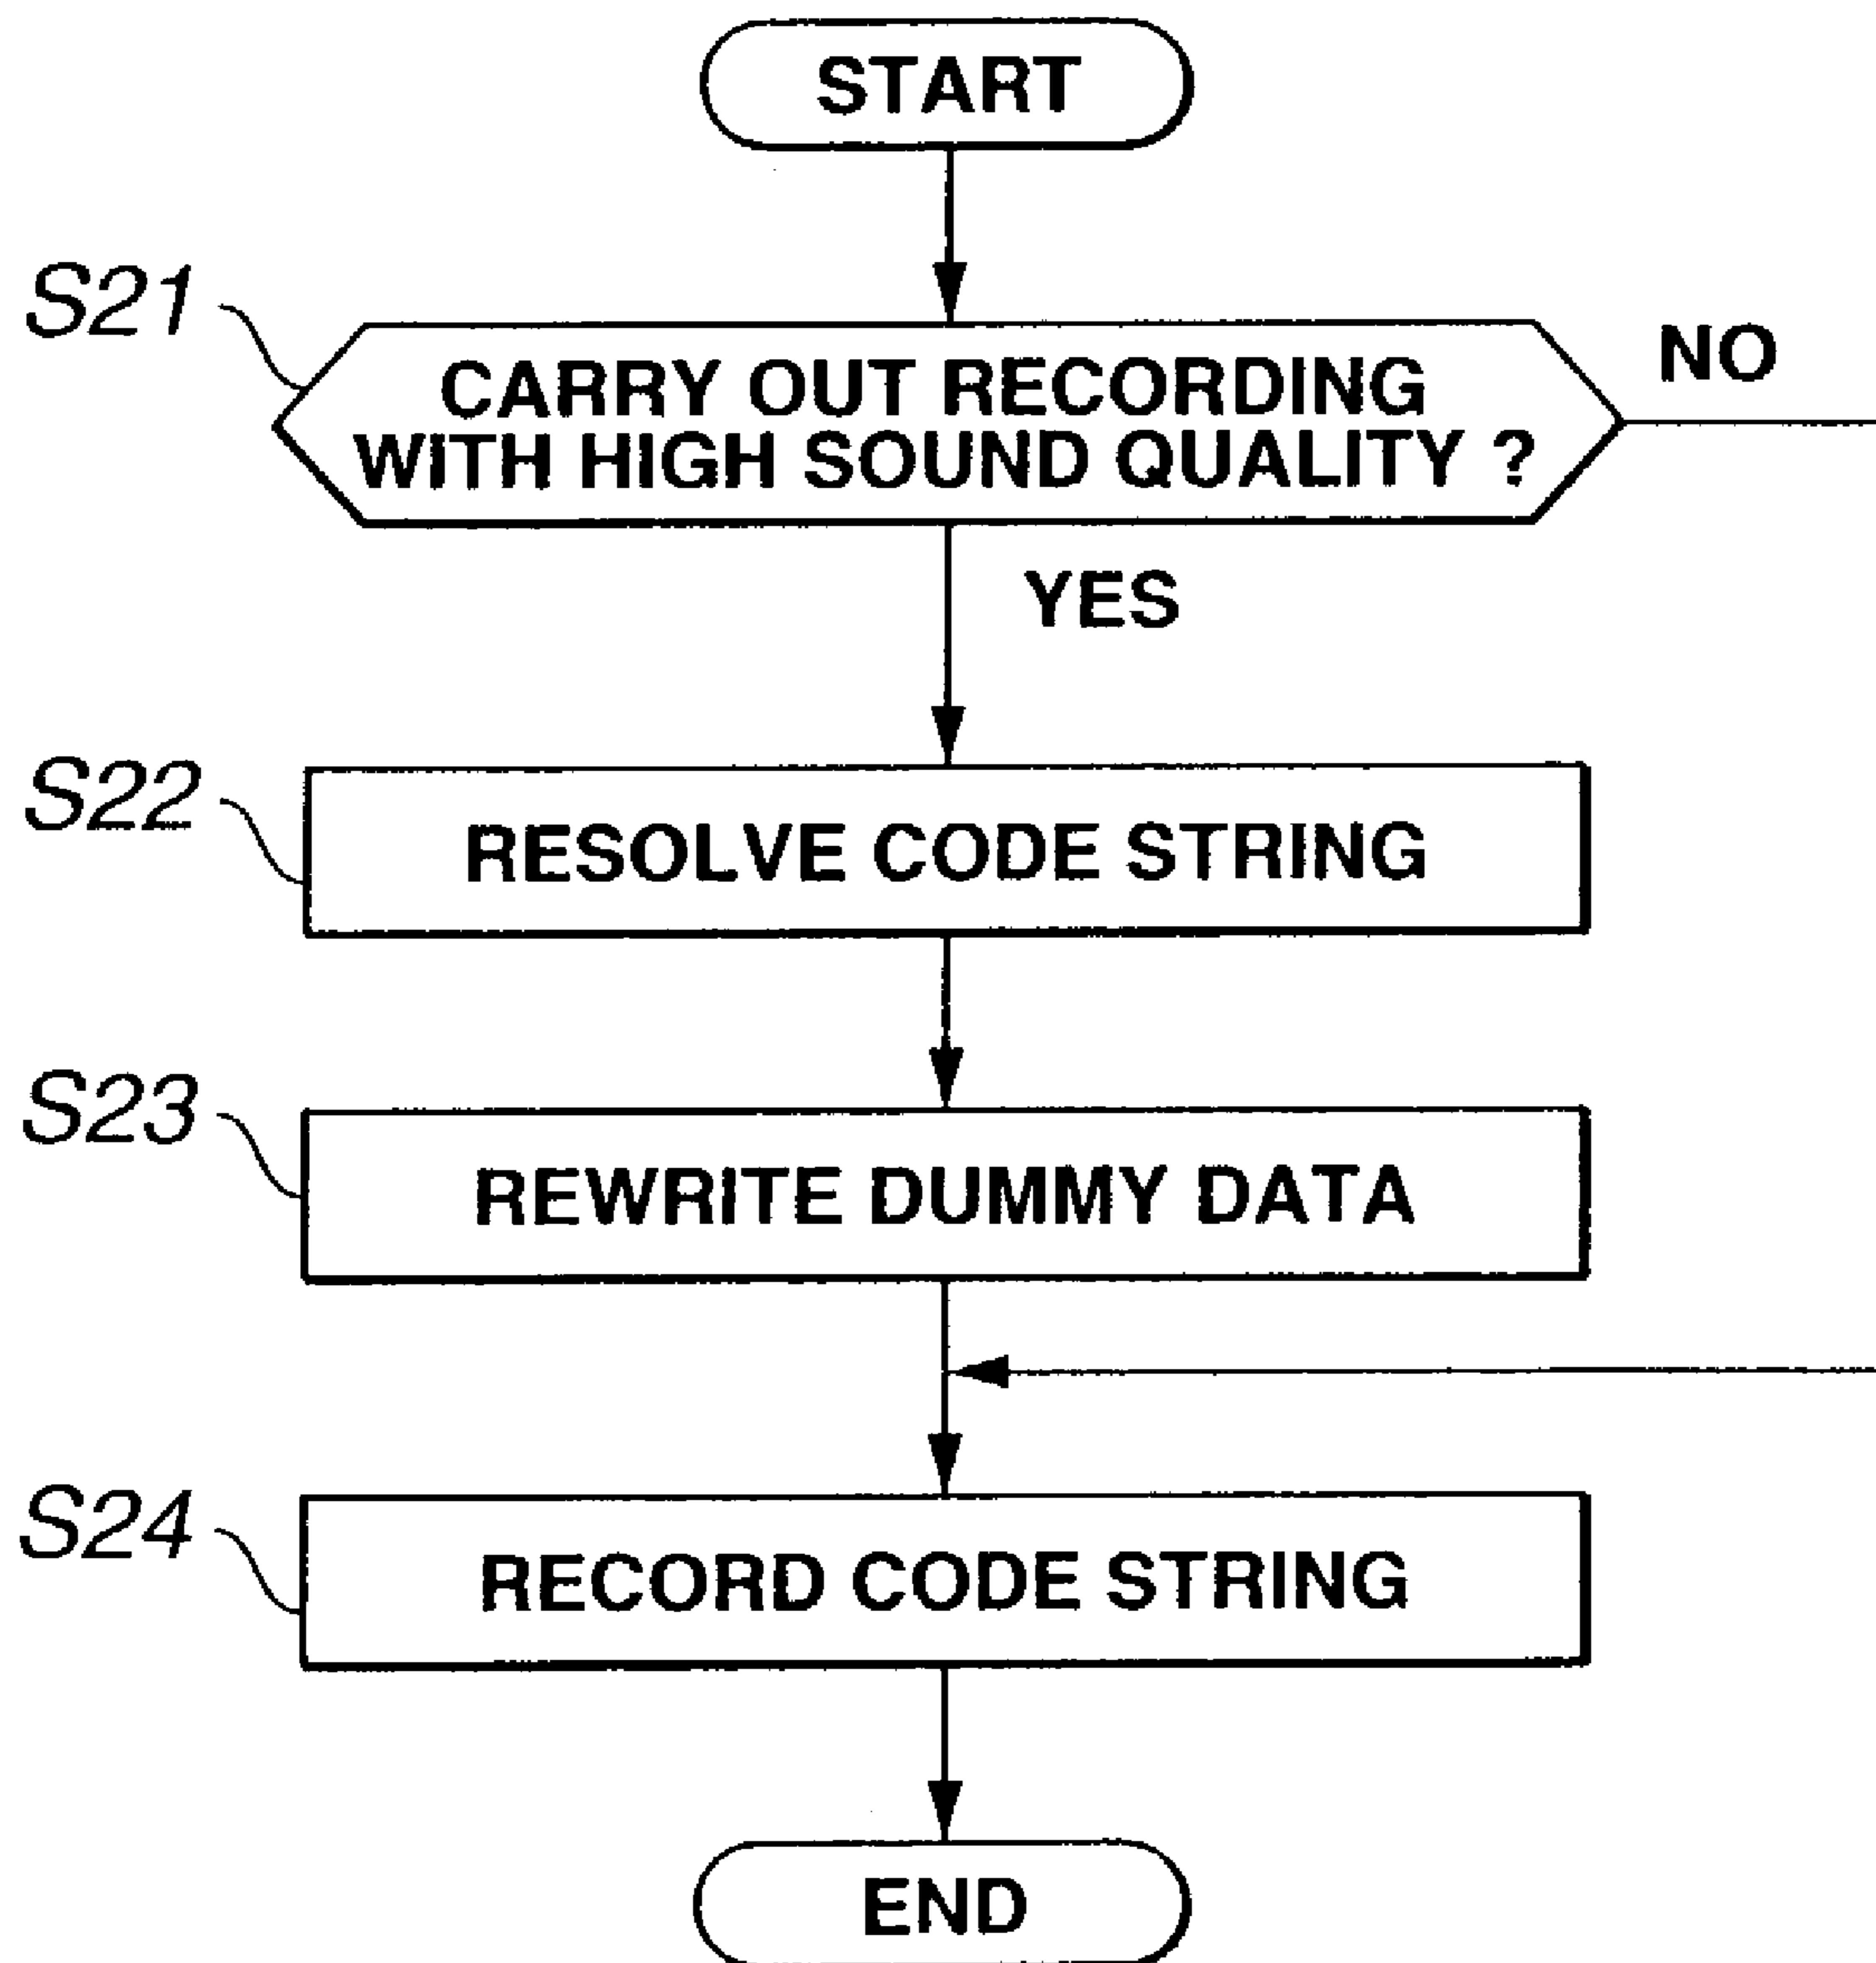 START
S21
CARRY OUT RECORDING
WITH HIGH SOUND QUALITY ?
NO
YES
S22
RESOLVE CODE STRING
S23
REWRITE DUMMY DATA
S24
RECORD CODE STRING
END